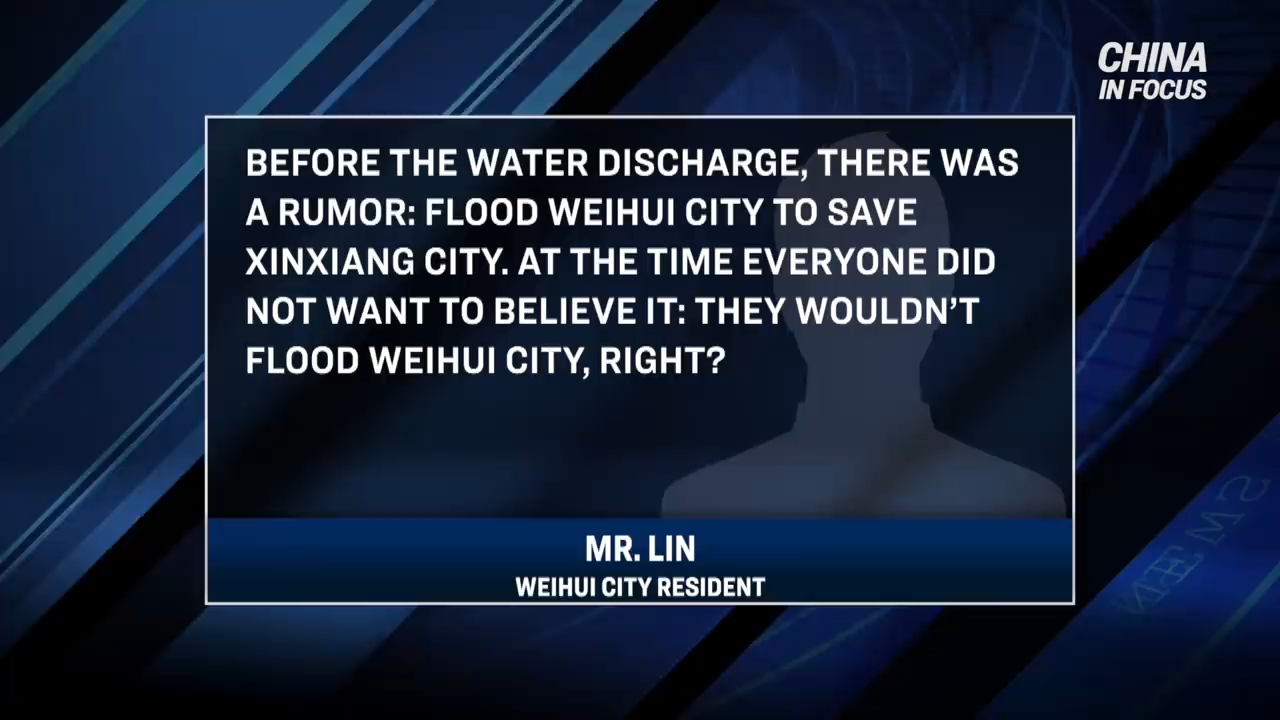 CHINA
IN FOCUS
BEFORE THE WATER DISCHARGE, THERE WAS
A RUMOR: FLOOD WEIHUI CITY TO SAVE
XINXIANG CITY. AT THE TIME EVERYONE DID
NOT WANT TO BELIEVE IT: THEY WOULDN'T
FLOOD WEIHUI CITY, RIGHT?
MR. LIN
WEIHUI CITY RESIDENT